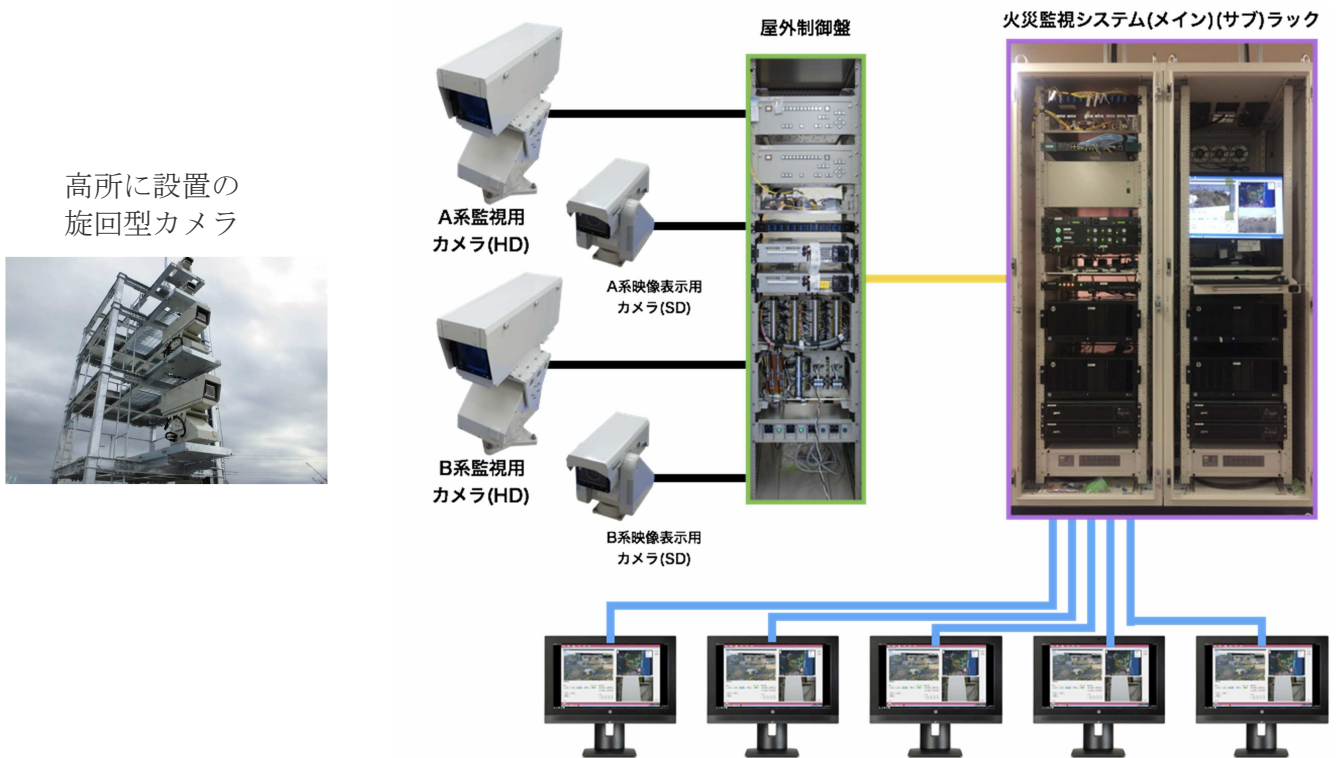 屋外制御盤
火災監視システム(メイン)(サブ)ラック
高所に設置の
旋回型カメラ
A系監視用
カメラ(HD)
A系映像表示用
カメラ(SD)
B系監視用
カメラ(HD)
B系映像表示用
カメラ(SD)